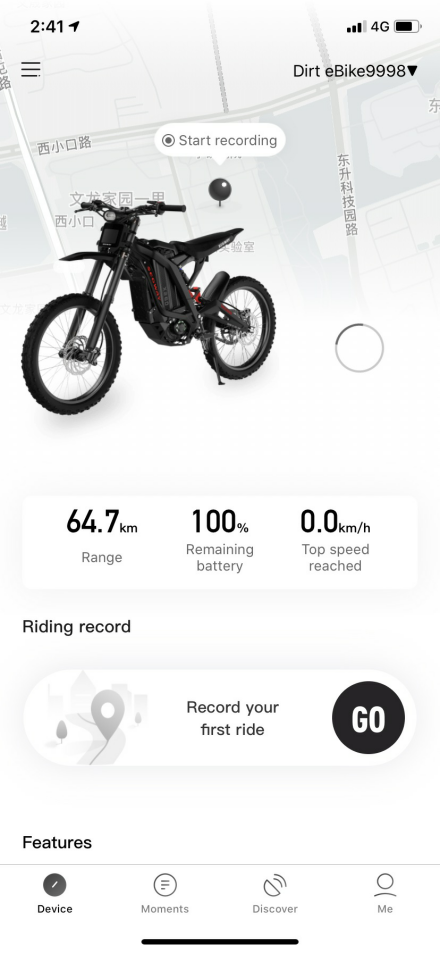 2:41
4G
Dirt eBike9998▼
Start recording
西小口路
东升科技园路
文龙家园一里
西小口
实验室
64.7km
100%
0.0km/h
Range
Remaining
battery
Top speed
reached
Riding record
Record your
first ride
GO
Features
Device
Moments
Discover
Me